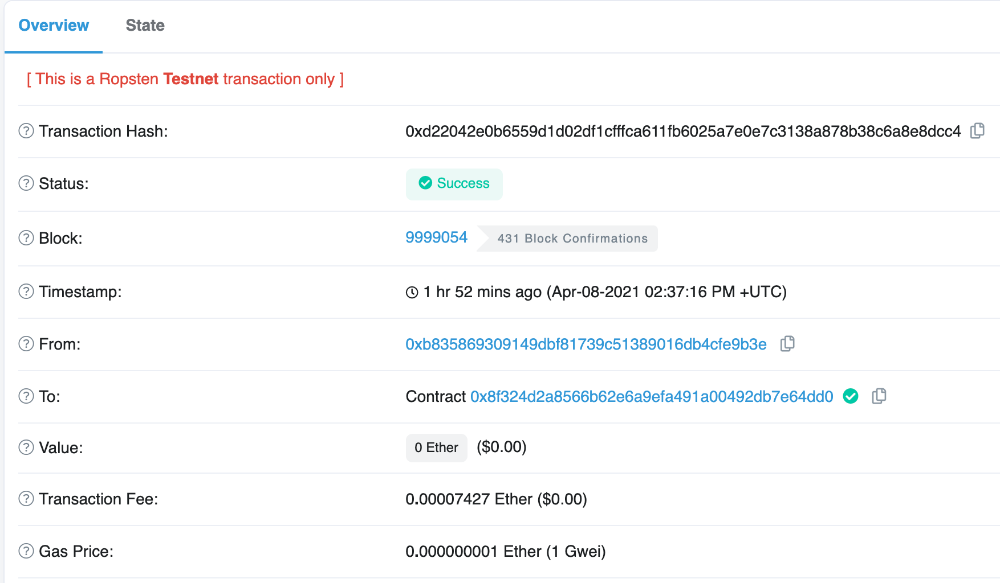 Overview State
[ This is a Ropsten Testnet transaction only ]
Transaction Hash: 0xd22042e0b6559d1d02df1cfffca611fb6025a7e0e7c3138a878b38c6a8e8dcc4
Status: Success
Block: 9999054 431 Block Confirmations
Timestamp: 1 hr 52 mins ago (Apr-08-2021 02:37:16 PM +UTC)
From: 0xb835869309149dbf81739c51389016db4cfe9b3e
To: Contract 0x8f324d2a8566b62e6a9efa491a00492db7e64dd0
Value: 0 Ether ($0.00)
Transaction Fee: 0.00007427 Ether ($0.00)
Gas Price: 0.000000001 Ether (1 Gwei)